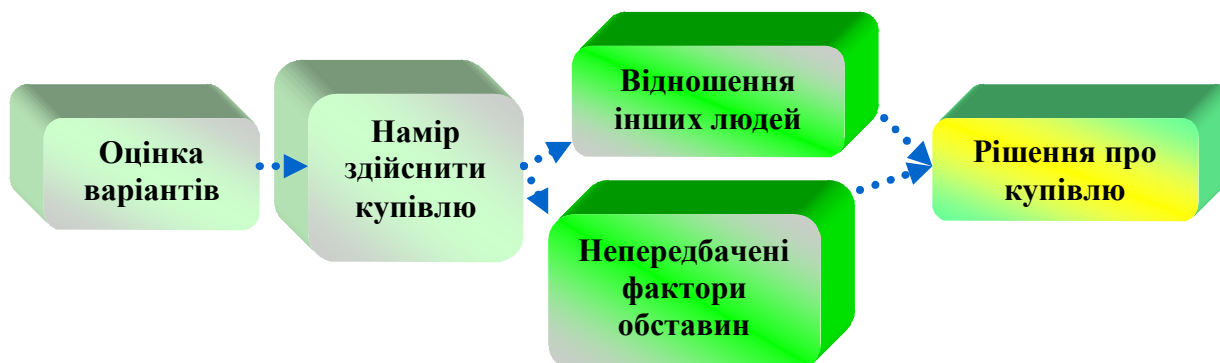 Оцінка
варіантів
Намір
здійснити
купівлю
Відношення
інших людей
Непередбачені
фактори
обставин
Рішення про
купівлю